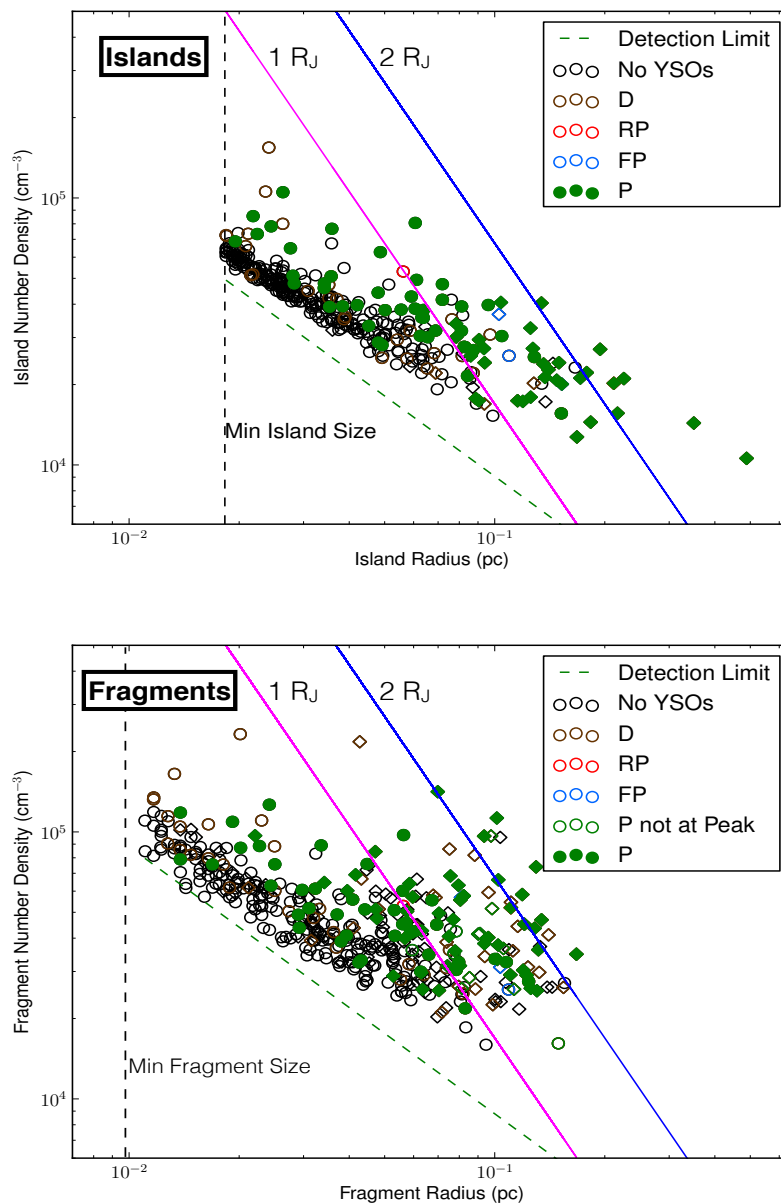 Islands
1 R_J
2 R_J
Detection Limit
No YSOs
D
RP
FP
P
Island Number Density (cm⁻³)
10⁵
10⁴
Min Island Size
10⁻²
10⁻¹
Island Radius (pc)
Fragments
1 R_J
2 R_J
Detection Limit
No YSOs
D
RP
FP
P not at Peak
P
Fragment Number Density (cm⁻³)
10⁵
10⁴
Min Fragment Size
10⁻²
10⁻¹
Fragment Radius (pc)